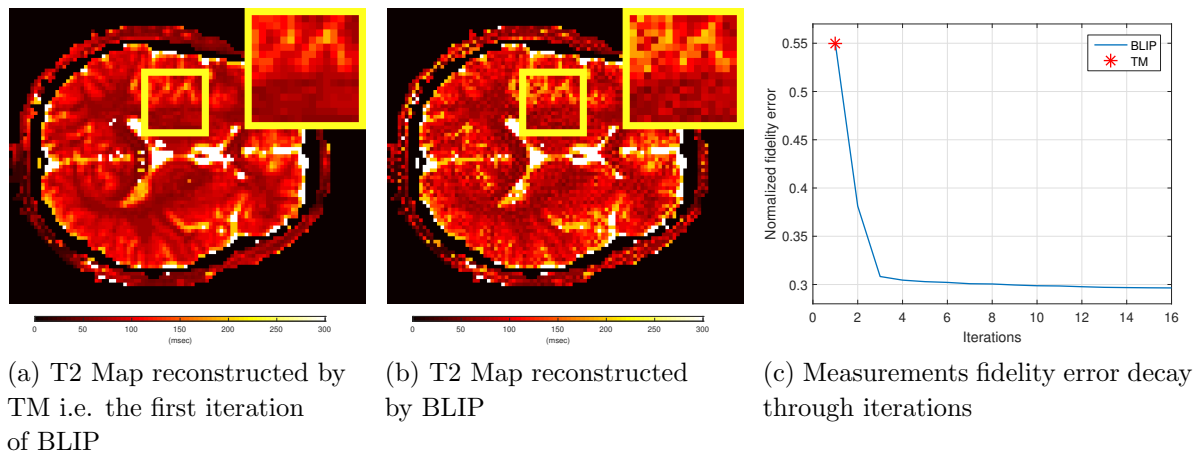 0 50 100 150 200 250 300
(msec)
(a) T2 Map reconstructed by
TM i.e. the first iteration
of BLIP
0 50 100 150 200 250 300
(msec)
(b) T2 Map reconstructed
by BLIP
BLIP
TM
Normalized fidelity error
0.55
0.5
0.45
0.4
0.35
0.3
0 2 4 6 8 10 12 14 16
Iterations
(c) Measurements fidelity error decay
through iterations